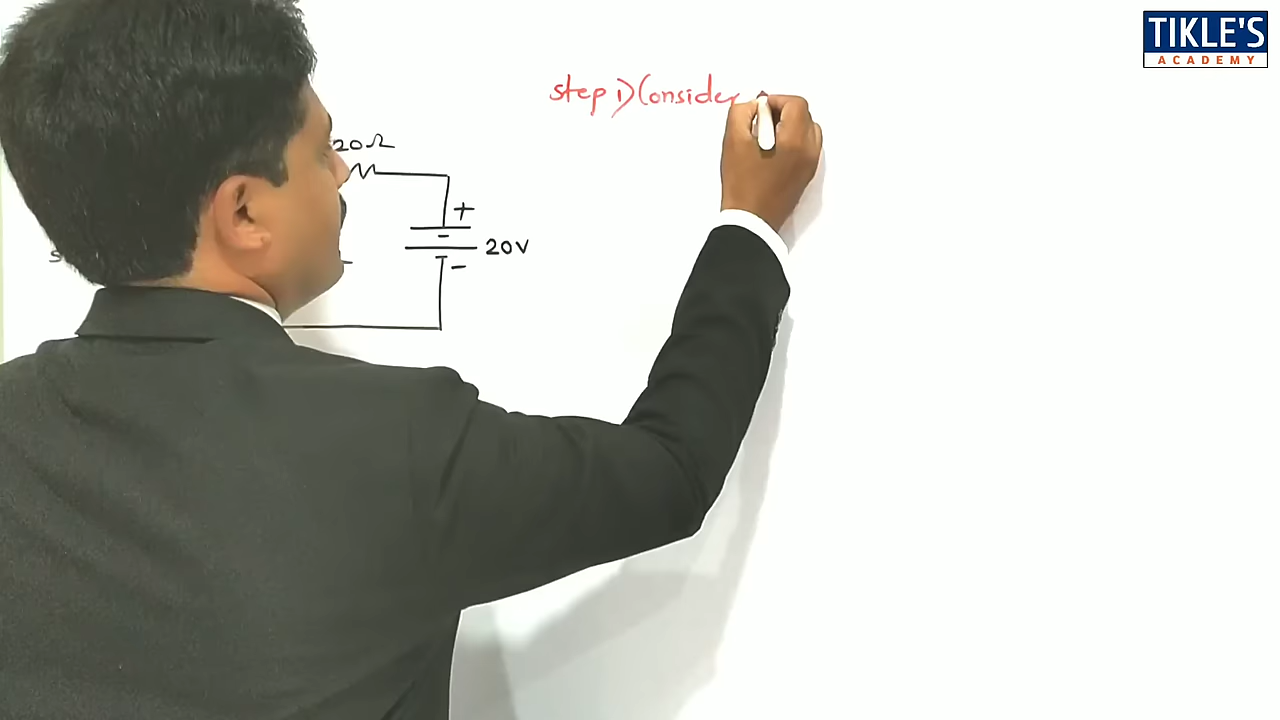 TIKLE'S
ACADEMY
step 1) Consider
20Ω
+
20V
-